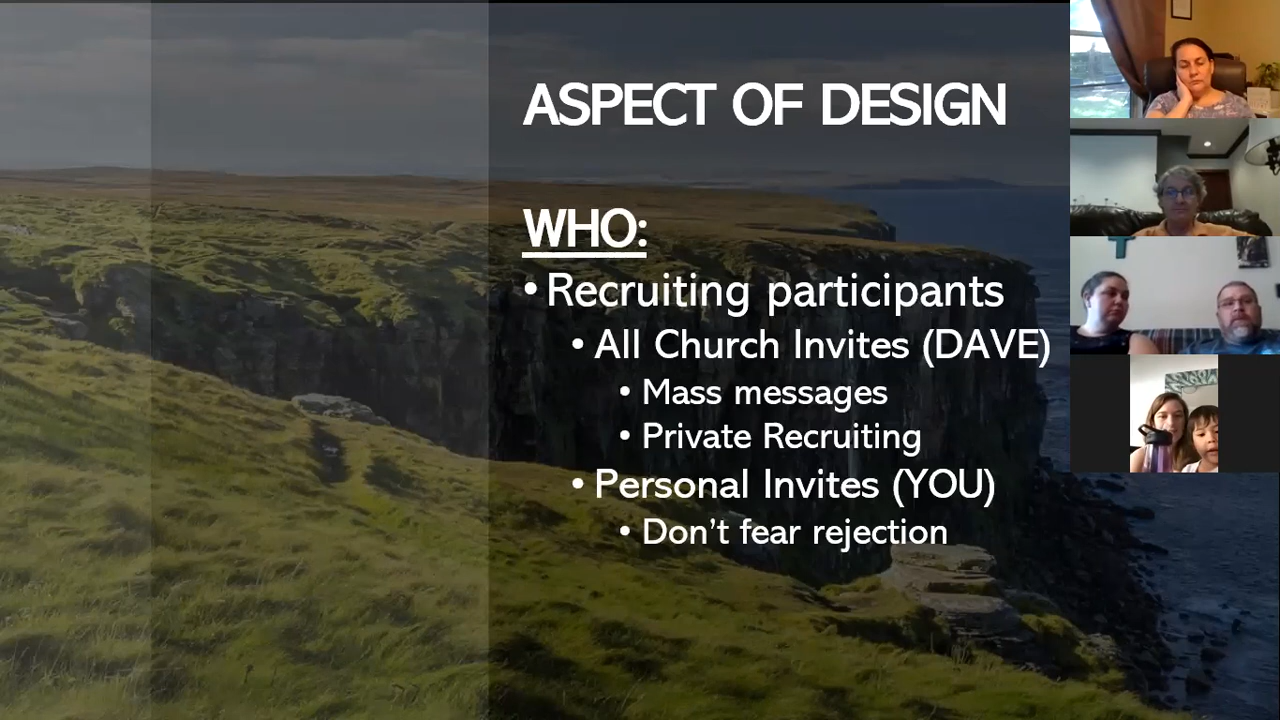 ASPECT OF DESIGN
WHO:
• Recruiting participants
• All Church Invites (DAVE)
• Mass messages
• Private Recruiting
• Personal Invites (YOU)
• Don’t fear rejection